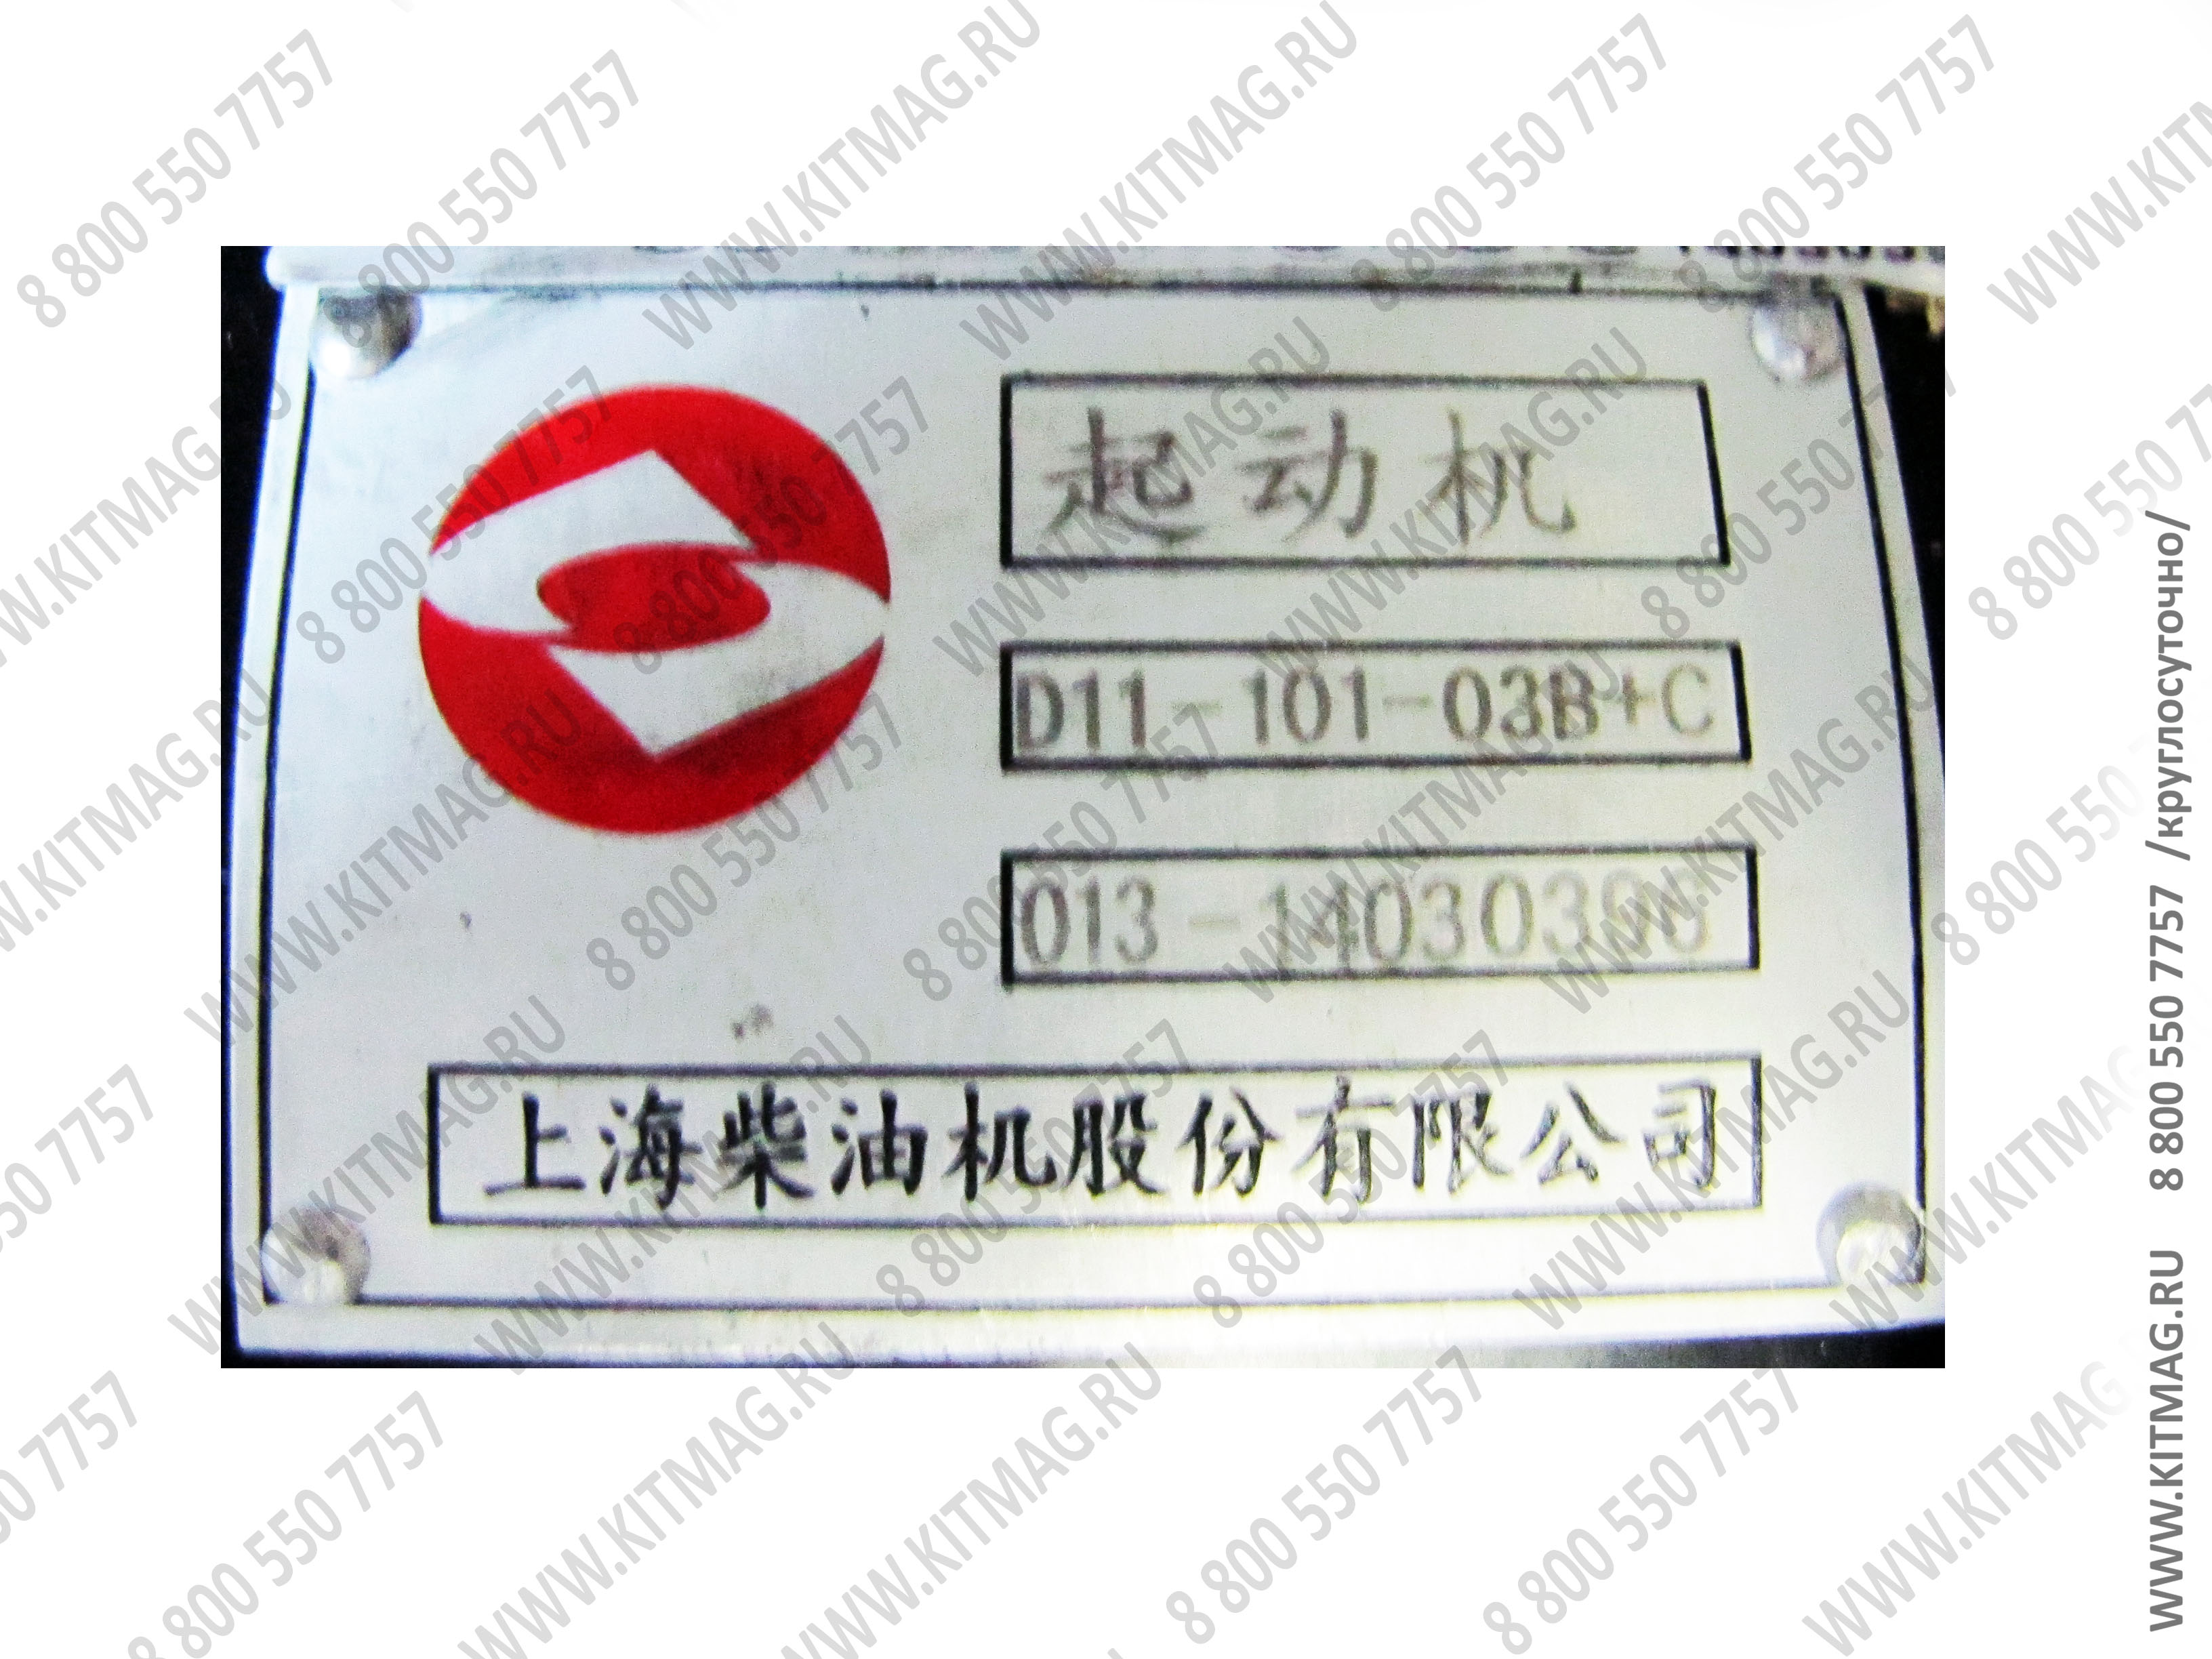 起动机
D11-101-03B+C
上海柴油机股份有限公司
WWW.KITMAG.RU 8 800 550 7757 /круглосуточно/